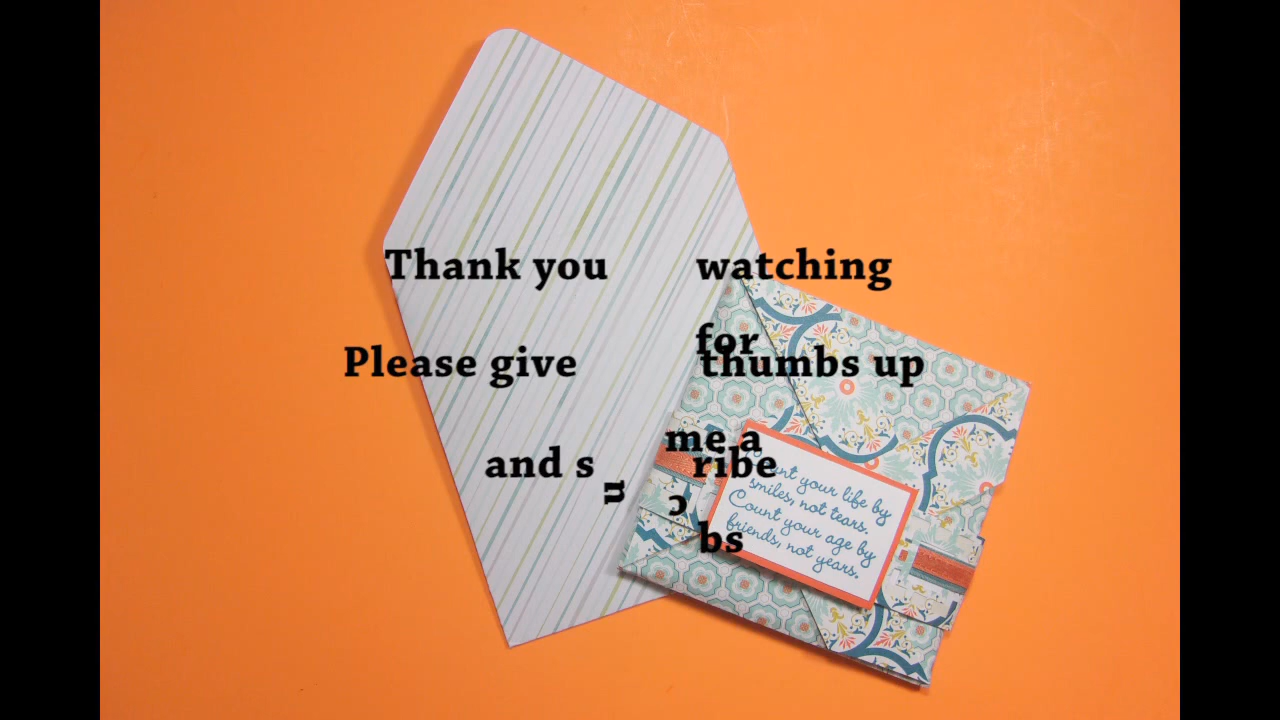 Thank you watching
for
Please give thumbs up
me a
and s ribe
u c
bs
Count your life by
smiles, not tears.
Count your age by
friends, not years.